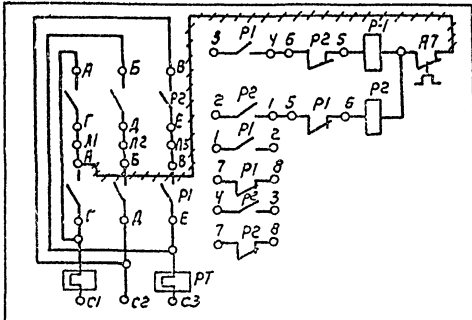 Р1 Р-1
3 4 6 Р2 5 А7
А Б В
Р2
Р2 Р2
2 1 5 Р1 6
Г Д Е
Р1
Л1 Л2 Л3
1 2
А Б В
7 Р1 8
Р1 Р2
4 3
Г Д Е
7 Р2 8
РТ
С1 С2 С3